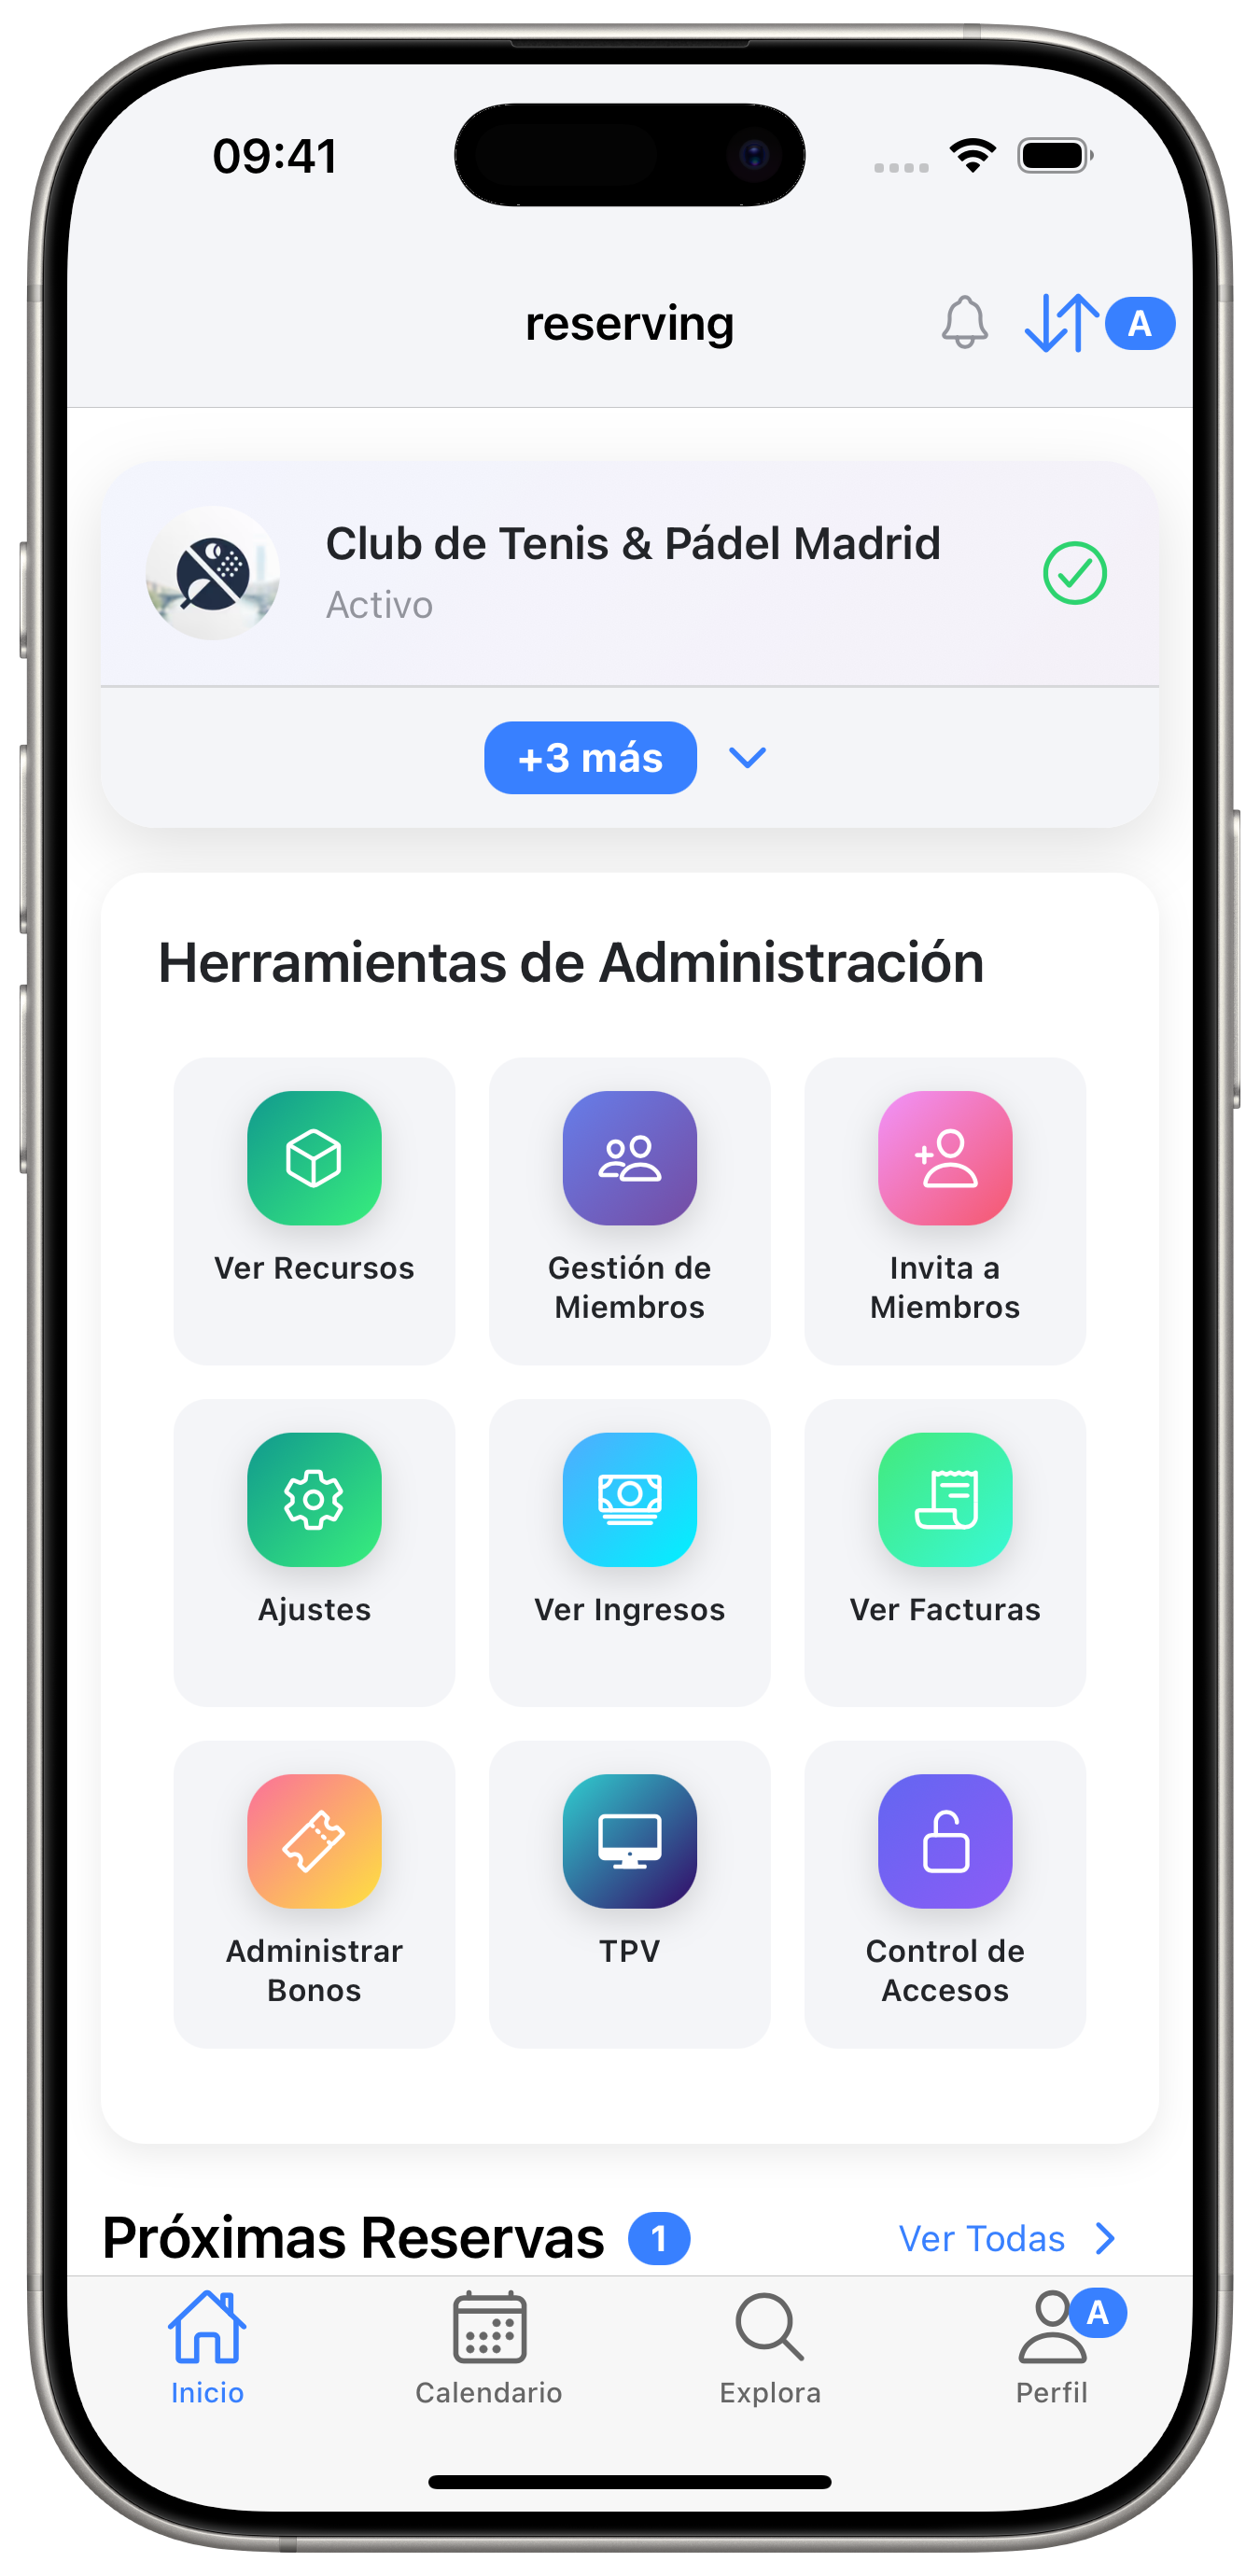 09:41
reserving
A
Club de Tenis & Pádel Madrid
Activo
+3 más
Herramientas de Administración
Ver Recursos
Gestión de
Miembros
Invita a
Miembros
Ajustes
Ver Ingresos
Ver Facturas
Administrar
Bonos
TPV
Control de
Accesos
Próximas Reservas
1
Ver Todas
A
Inicio
Calendario
Explora
Perfil